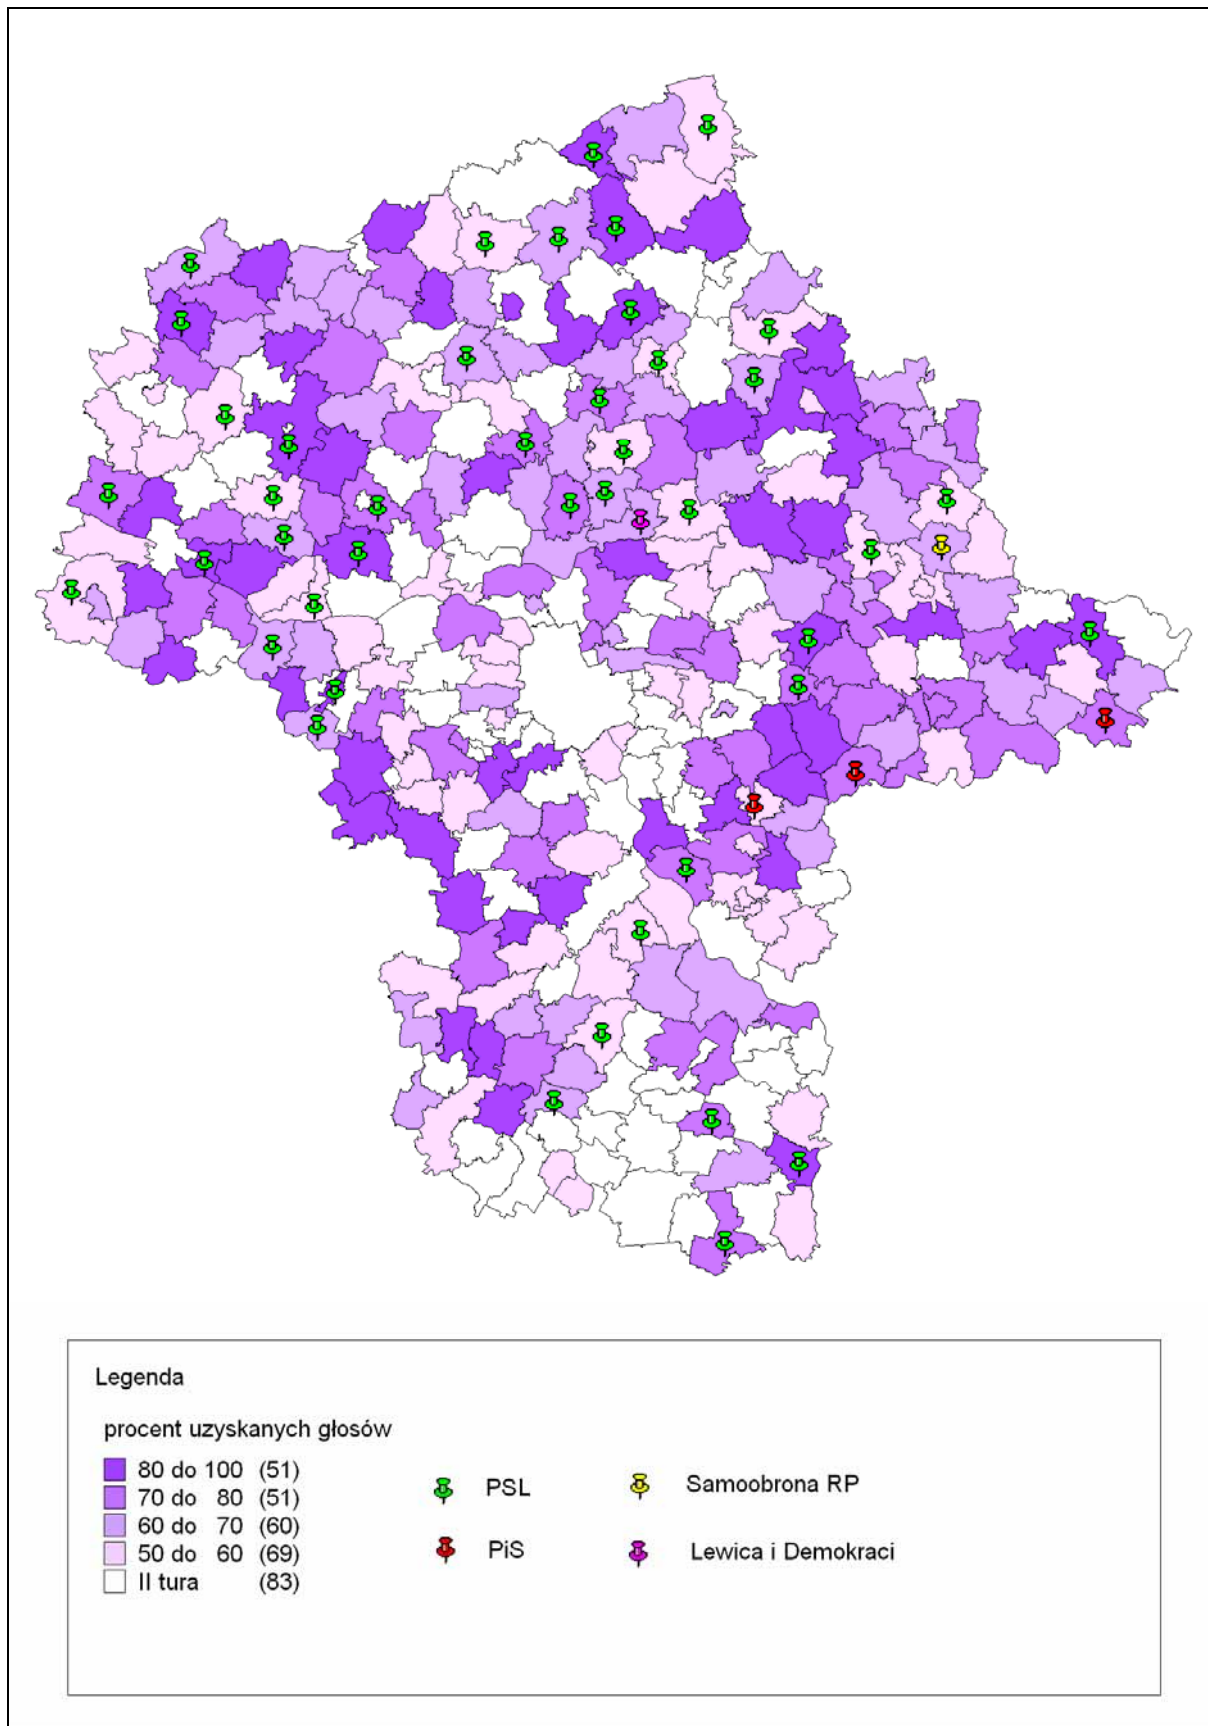 Legenda
procent uzyskanych głosów
80 do 100 (51)
70 do 80 (51)
60 do 70 (60)
50 do 60 (69)
II tura (83)
PSL
Samoobrona RP
PiS
Lewica i Demokraci